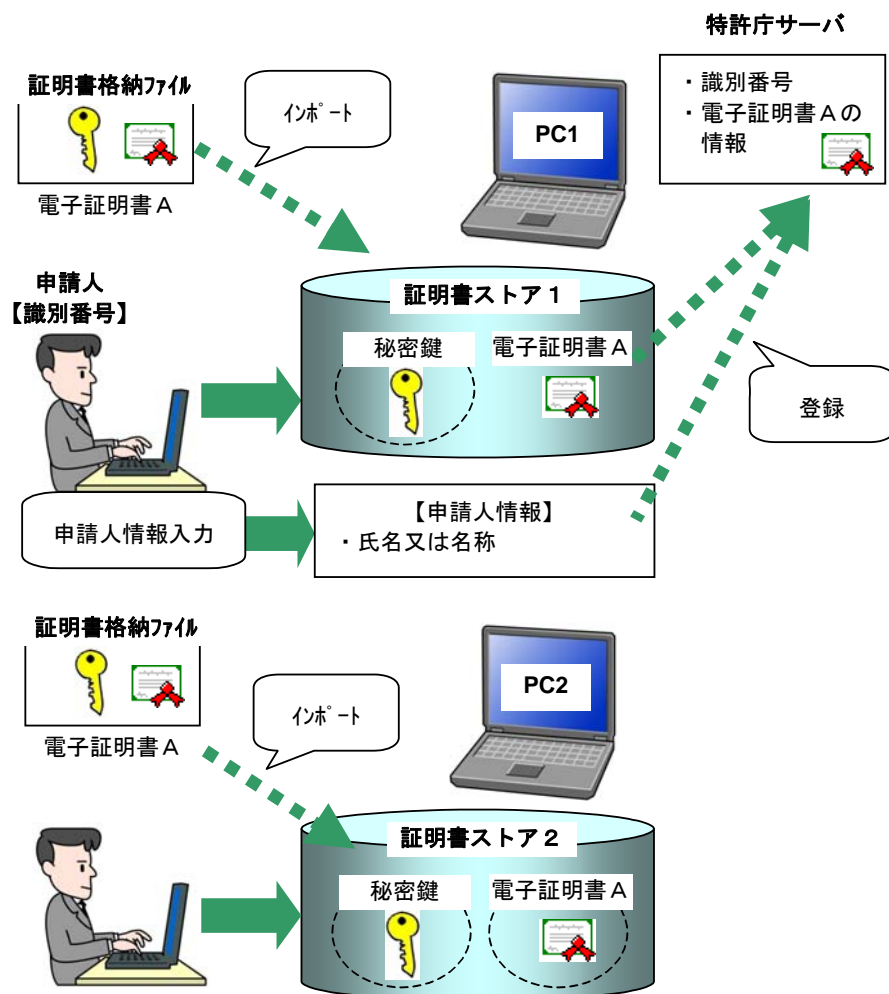 特許庁サーバ
・識別番号
・電子証明書Aの
情報
証明書格納ﾌｧｲﾙ
電子証明書A
ｲﾝﾎﾟｰﾄ
PC1
申請人
【識別番号】
証明書ストア1
秘密鍵
電子証明書A
登録
申請人情報入力
【申請人情報】
・氏名又は名称
証明書格納ﾌｧｲﾙ
電子証明書A
ｲﾝﾎﾟｰﾄ
PC2
証明書ストア2
秘密鍵
電子証明書A